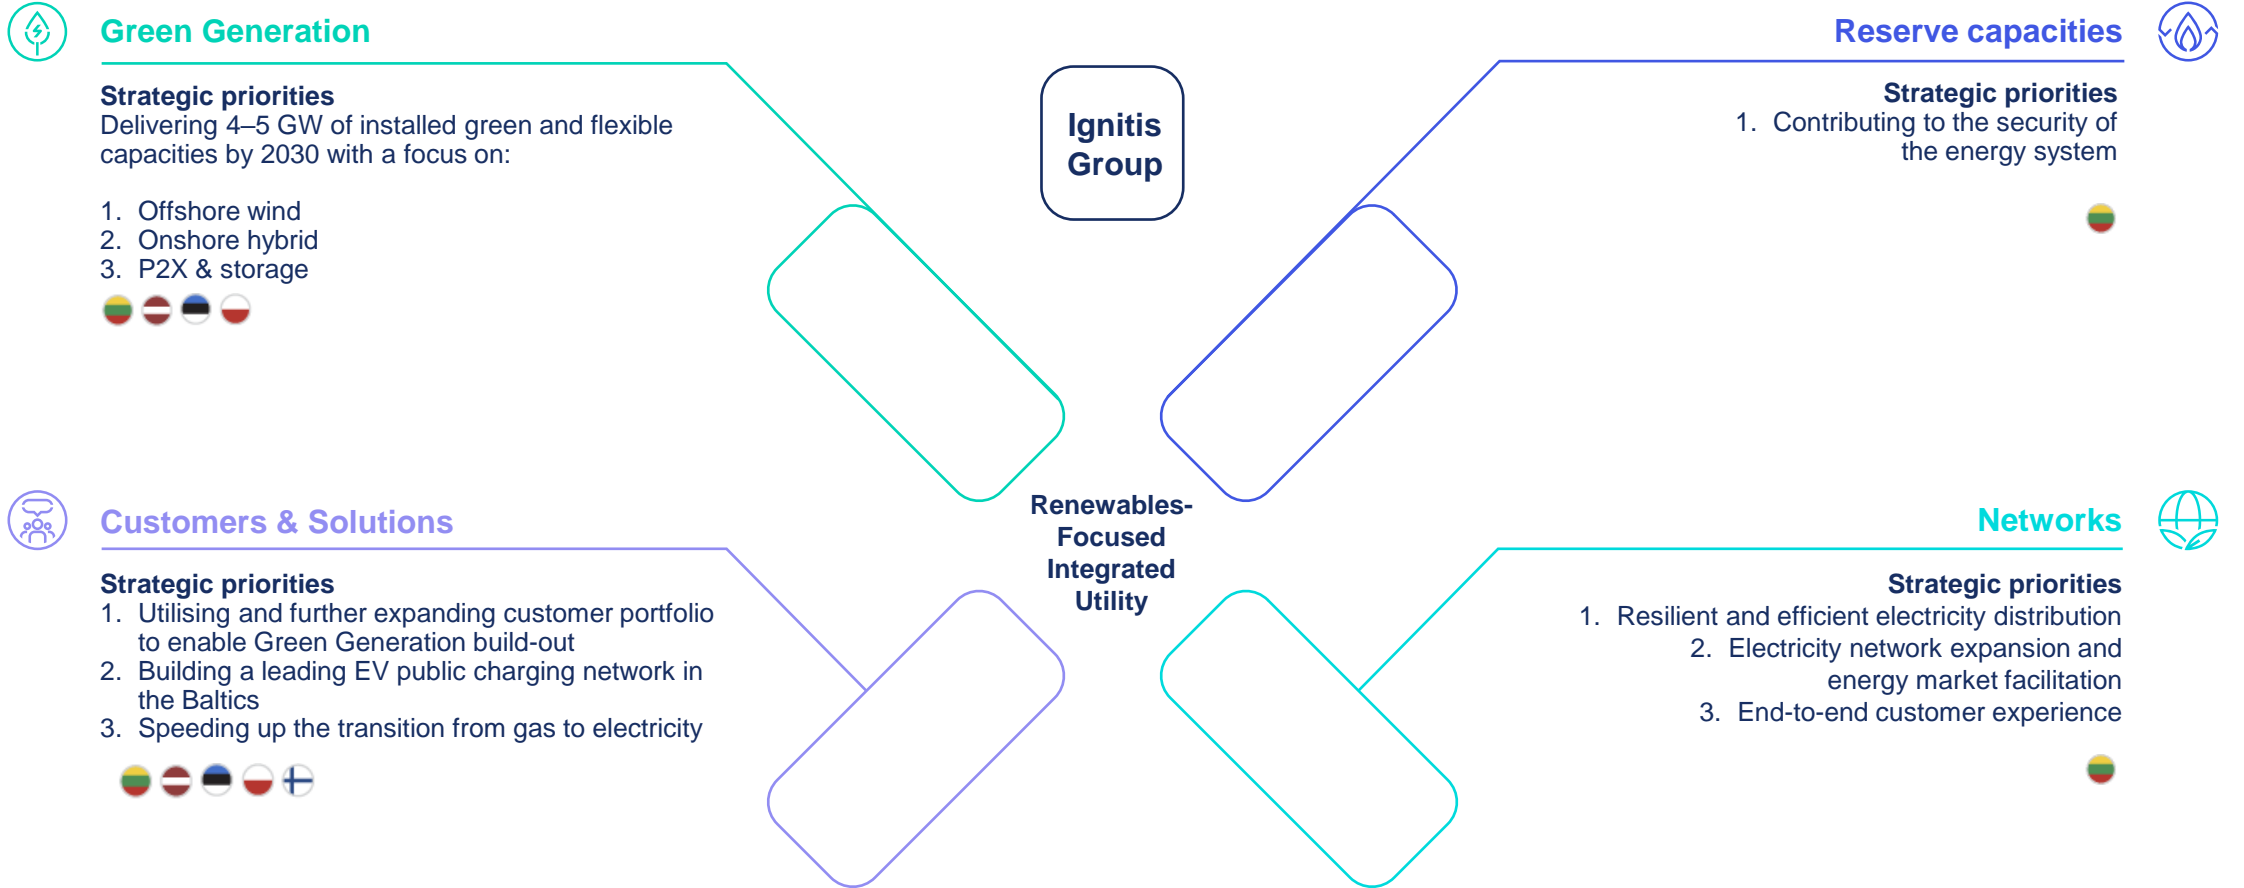 Green Generation
Strategic priorities
Delivering 4–5 GW of installed green and flexible
capacities by 2030 with a focus on:
1. Offshore wind
2. Onshore hybrid
3. P2X & storage
Ignitis
Group
Reserve capacities
Strategic priorities
1. Contributing to the security of
the energy system
Renewables-
Focused
Integrated
Utility
Customers & Solutions
Strategic priorities
1. Utilising and further expanding customer portfolio
to enable Green Generation build-out
2. Building a leading EV public charging network in
the Baltics
3. Speeding up the transition from gas to electricity
Networks
Strategic priorities
1. Resilient and efficient electricity distribution
2. Electricity network expansion and
energy market facilitation
3. End-to-end customer experience